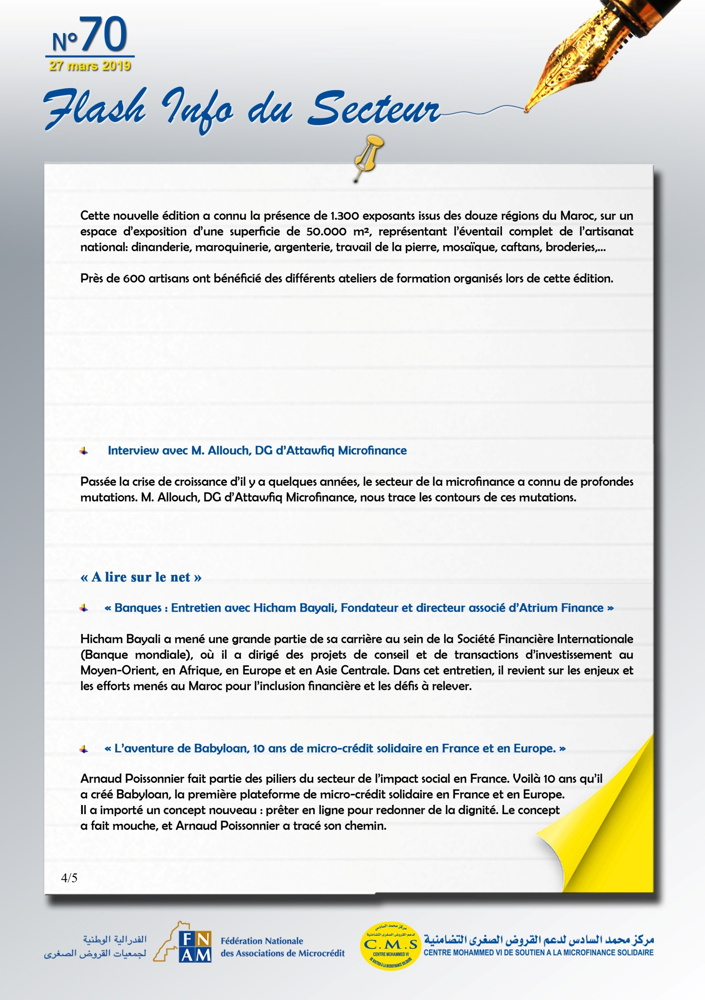 N°70
27 mars 2019
Flash Info du Secteur
Cette nouvelle édition a connu la présence de 1.300 exposants issus des douze régions du Maroc, sur un
espace d’exposition d’une superficie de 50.000 m², représentant l’éventail complet de l’artisanat
national: dinanderie, maroquinerie, argenterie, travail de la pierre, mosaïque, caftans, broderies,...
Près de 600 artisans ont bénéficié des différents ateliers de formation organisés lors de cette édition.
Interview avec M. Allouch, DG d’Attawfiq Microfinance
Passée la crise de croissance d’il y a quelques années, le secteur de la microfinance a connu de profondes
mutations. M. Allouch, DG d’Attawfiq Microfinance, nous trace les contours de ces mutations.
« A lire sur le net »
« Banques : Entretien avec Hicham Bayali, Fondateur et directeur associé d’Atrium Finance »
Hicham Bayali a mené une grande partie de sa carrière au sein de la Société Financière Internationale
(Banque mondiale), où il a dirigé des projets de conseil et de transactions d’investissement au
Moyen-Orient, en Afrique, en Europe et en Asie Centrale. Dans cet entretien, il revient sur les enjeux et
les efforts menés au Maroc pour l’inclusion financière et les défis à relever.
« L’aventure de Babyloan, 10 ans de micro-crédit solidaire en France et en Europe. »
Arnaud Poissonnier fait partie des piliers du secteur de l’impact social en France. Voilà 10 ans qu’il
a créé Babyloan, la première plateforme de micro-crédit solidaire en France et en Europe.
Il a importé un concept nouveau : prêter en ligne pour redonner de la dignité. Le concept
a fait mouche, et Arnaud Poissonnier a tracé son chemin.
4/5
الفدرالية الوطنية
لجمعيات القروض الصغرى
FN
AM
Fédération Nationale
des Associations de Microcrédit
مركز محمد السادس
لدعم القروض الصغرى التضامنية
C.M.S
CENTRE MOHAMMED VI
DE SOUTIEN À LA MICROFINANCE SOLIDAIRE
مركز محمد السادس لدعم القروض الصغرى التضامنية
CENTRE MOHAMMED VI DE SOUTIEN A LA MICROFINANCE SOLIDAIRE